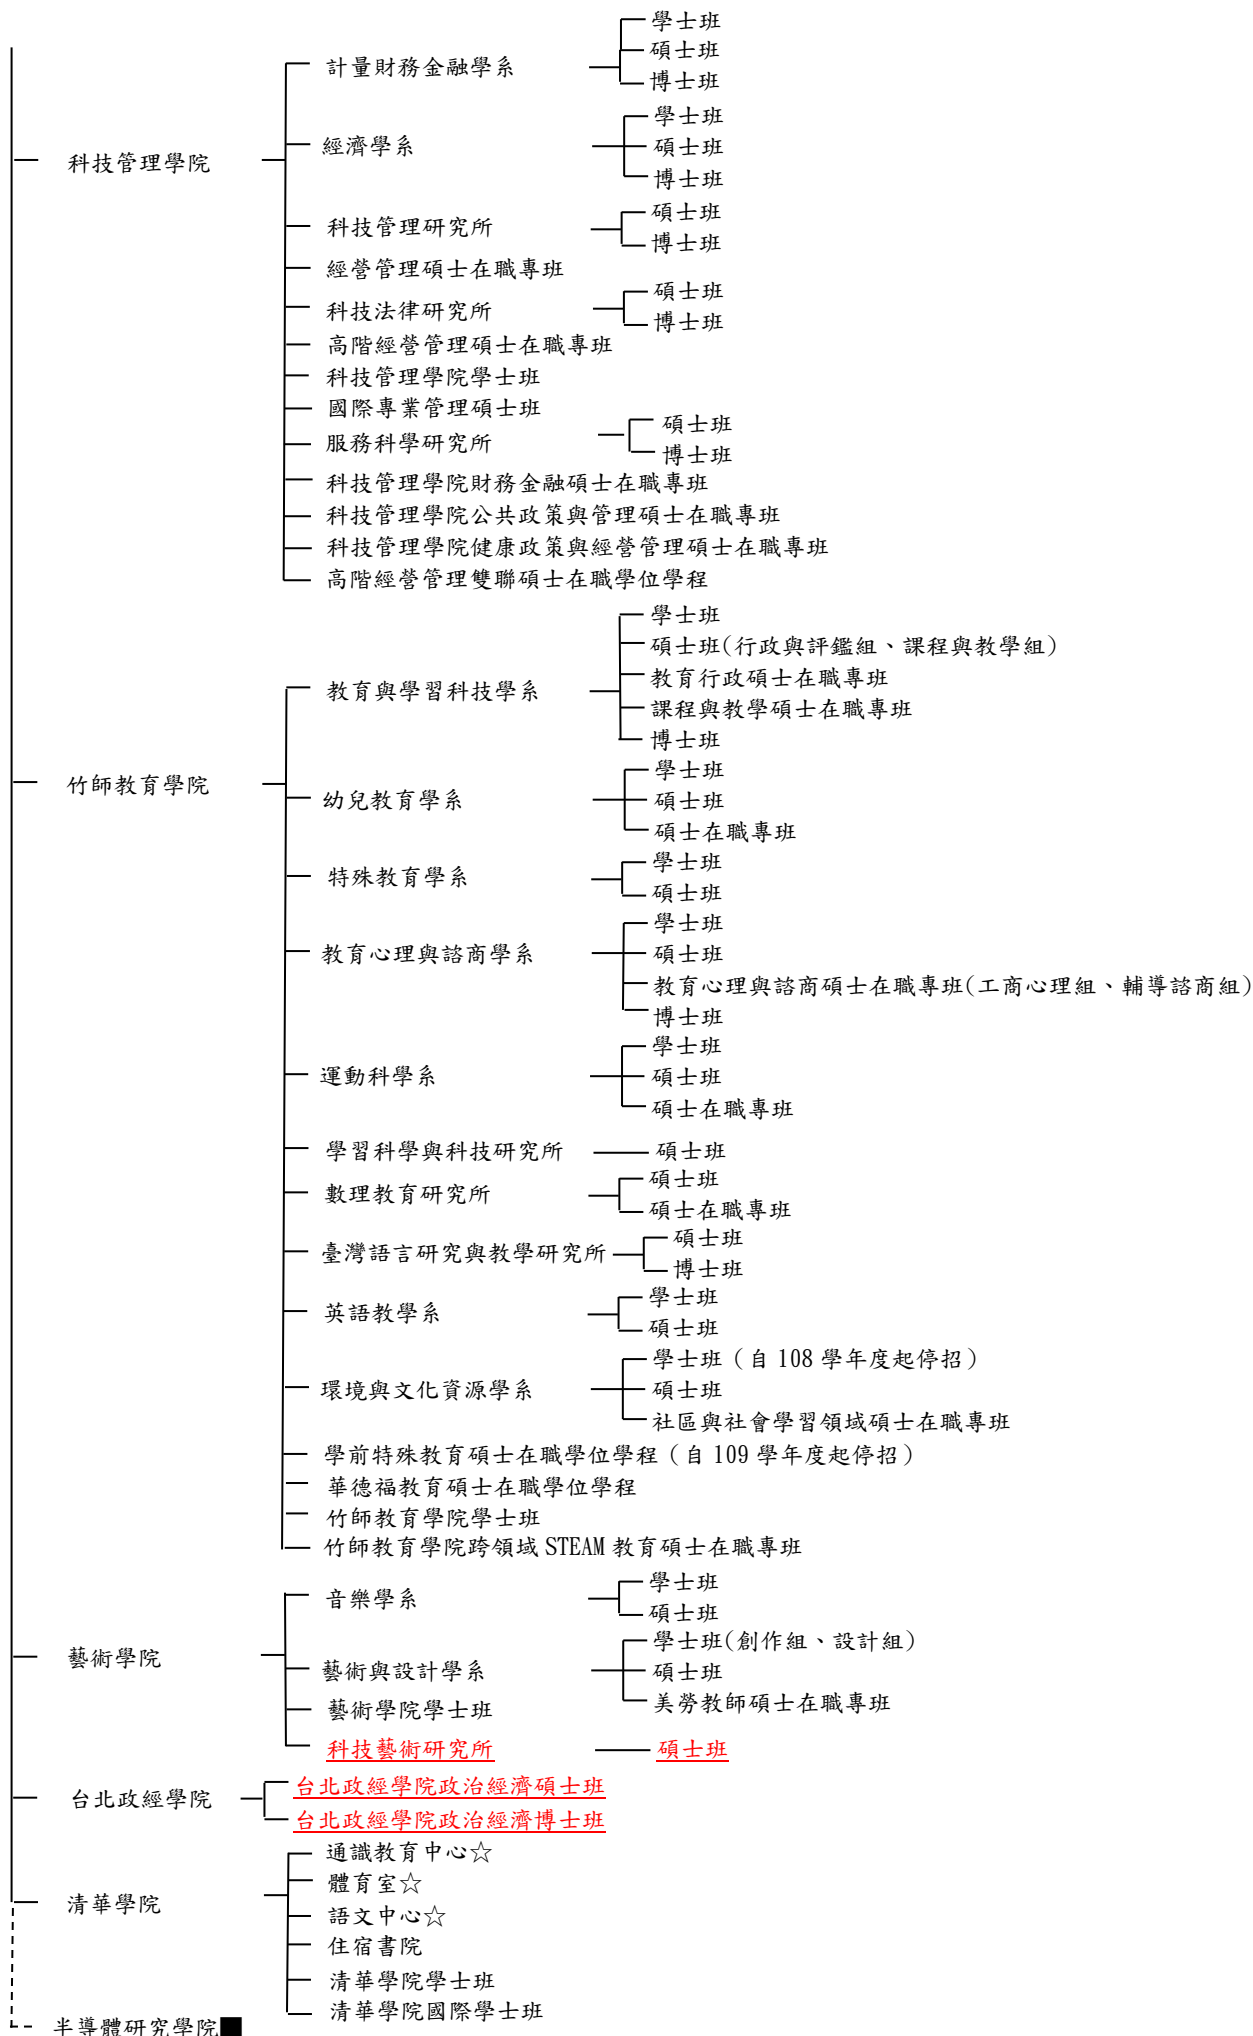 科技管理學院
計量財務金融學系
學士班
碩士班
博士班
經濟學系
學士班
碩士班
博士班
科技管理研究所
碩士班
博士班
經營管理碩士在職專班
科技法律研究所
碩士班
博士班
高階經營管理碩士在職專班
科技管理學院學士班
國際專業管理碩士班
服務科學研究所
碩士班
博士班
科技管理學院財務金融碩士在職專班
科技管理學院公共政策與管理碩士在職專班
科技管理學院健康政策與經營管理碩士在職專班
高階經營管理雙聯碩士在職學位學程
竹師教育學院
教育與學習科技學系
學士班
碩士班(行政與評鑑組、課程與教學組)
教育行政碩士在職專班
課程與教學碩士在職專班
博士班
幼兒教育學系
學士班
碩士班
碩士在職專班
特殊教育學系
學士班
碩士班
教育心理與諮商學系
學士班
碩士班
教育心理與諮商碩士在職專班(工商心理組、輔導諮商組)
博士班
運動科學系
學士班
碩士班
碩士在職專班
學習科學與科技研究所
碩士班
數理教育研究所
碩士班
碩士在職專班
臺灣語言研究與教學研究所
碩士班
博士班
英語教學系
學士班
碩士班
環境與文化資源學系
學士班（自 108 學年度起停招）
碩士班
社區與社會學習領域碩士在職專班
學前特殊教育碩士在職學位學程（自 109 學年度起停招）
華德福教育碩士在職學位學程
竹師教育學院學士班
竹師教育學院跨領域 STEAM 教育碩士在職專班
藝術學院
音樂學系
學士班
碩士班
藝術與設計學系
學士班(創作組、設計組)
碩士班
美勞教師碩士在職專班
藝術學院學士班
科技藝術研究所
碩士班
台北政經學院
台北政經學院政治經濟碩士班
台北政經學院政治經濟博士班
清華學院
通識教育中心☆
體育室☆
語文中心☆
住宿書院
清華學院學士班
清華學院國際學士班
半導體研究學院■